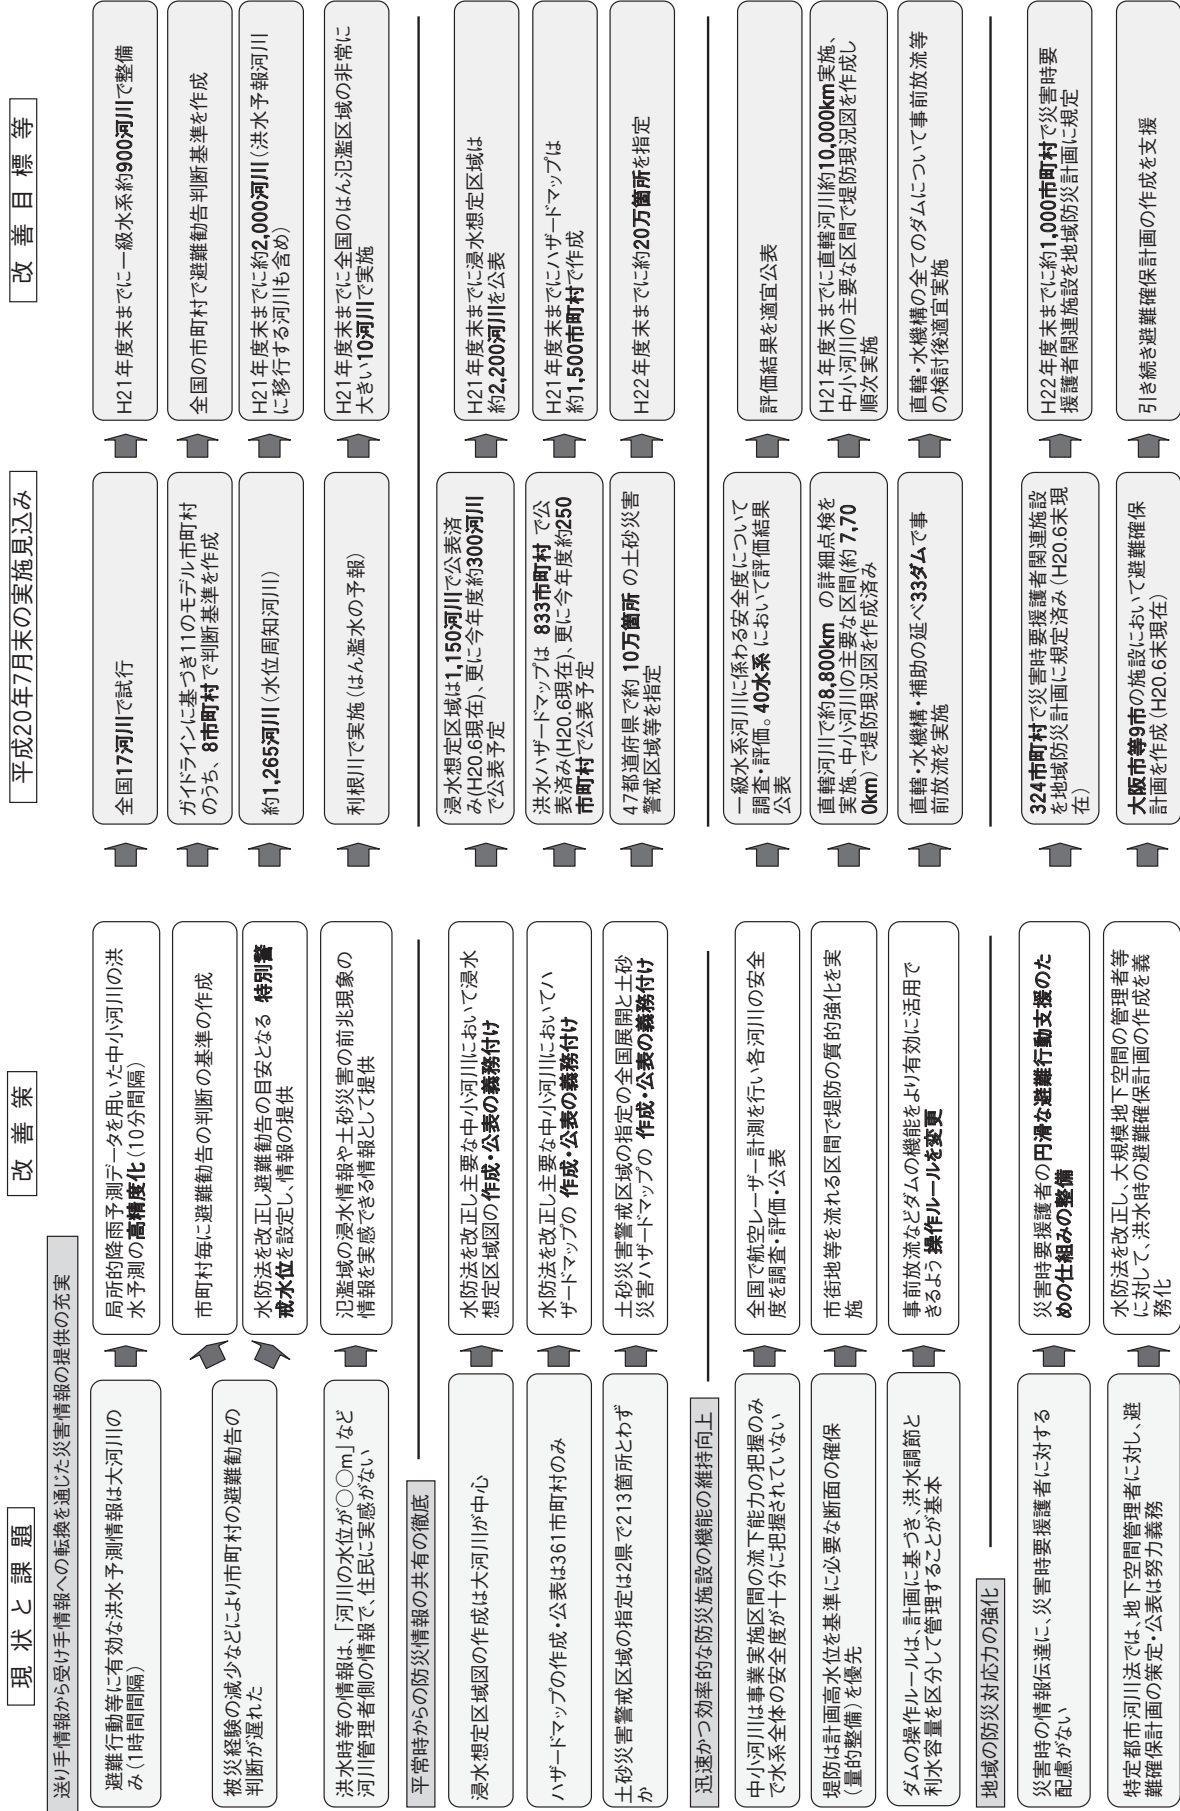 現状と課題
改善策
平成20年7月末の実施見込み
改善目標等
送り手情報から受け手情報への転換を通じた災害情報の提供の充実
避難行動等に有効な洪水予測情報は大河川の
み(1時間間隔)
局所的降雨予測データを用いた中小河川の洪
水予測の高精度化(10分間隔)
全国17河川で試行
H21年度末までに一級水系約900河川で整備
被災経験の減少などにより市町村の避難勧告の
判断が遅れた
市町村毎に避難勧告の判断の基準の作成
ガイドラインに基づき11のモデル市町村
のうち、8市町村で判断基準を作成
全国の市町村で避難勧告判断基準を作成
水防法を改正し避難勧告の目安となる 特別警
戒水位を設定し、情報の提供
約1,265河川(水位周知河川)
H21年度末までに約2,000河川(洪水予報河川
に移行する河川も含め)
洪水時等の情報は、「河川の水位が○○m」など
河川管理者側の情報で、住民に実感がない
氾濫域の浸水情報や土砂災害の前兆現象の
情報を実感できる情報として提供
利根川で実施(はん濫水の予報)
H21年度末までに全国のはん氾濫区域の非常に
大きい10河川で実施
平常時からの防災情報の共有の徹底
浸水想定区域図の作成は大河川が中心
水防法を改正し主要な中小河川において浸水
想定区域図の作成・公表の義務付け
浸水想定区域は1,150河川で公表済
み(H20.6現在)、更に今年度約300河川
で公表予定
H21年度末までに浸水想定区域は
約2,200河川を公表
ハザードマップの作成・公表は361市町村のみ
水防法を改正し主要な中小河川においてハ
ザードマップの 作成・公表の義務付け
洪水ハザードマップは 833市町村 で公
表済み(H20.6現在)、更に今年度約250
市町村で公表予定
H21年度末までにハザードマップは
約1,500市町村で作成
土砂災害警戒区域の指定は2県で213箇所とわず
か
土砂災害警戒区域の指定の全国展開と土砂
災害ハザードマップの 作成・公表の義務付け
47都道府県で約 10万箇所 の土砂災害
警戒区域等を指定
H22年度末までに約20万箇所を指定
迅速かつ効率的な防災施設の機能の維持向上
中小河川は事業実施区間の流下能力の把握のみ
で水系全体の安全度が十分に把握されていない
全国で航空レーザー計測を行い各河川の安全
度を調査・評価・公表
一級水系河川に係わる安全度について
調査・評価。40水系 において評価結果
公表
評価結果を適宜公表
堤防は計画高水位を基準に必要な断面の確保
(量的整備)を優先
市街地等を流れる区間で堤防の質的強化を実
施
直轄河川で約8,800km の詳細点検を
実施、中小河川の主要な区間(約 7,70
0km)で堤防現況図を作成済み
H21年度末までに直轄河川約10,000km実施、
中小河川の主要な区間で堤防現況図を作成し
順次実施
ダムの操作ルールは、計画に基づき、洪水調節と
利水容量を区分して管理することが基本
事前放流などダムの機能をより有効に活用で
きるよう 操作ルールを変更
直轄・水機構・補助の延べ33ダムで事
前放流を実施
直轄・水機構の全てのダムについて事前放流等
の検討後適宜実施
地域の防災対応力の強化
災害時の情報伝達に、災害時要援護者に対する
配慮がない
災害時要援護者の円滑な避難行動支援のた
めの仕組みの整備
324市町村で災害時要援護者関連施設
を地域防災計画に規定済み(H20.6末現
在)
H22年度末までに約1,000市町村で災害時要
援護者関連施設を地域防災計画に規定
特定都市河川法では、地下空間管理者に対し、避
難確保計画の策定・公表は努力義務
水防法を改正し、大規模地下空間の管理者等
に対して、洪水時の避難確保計画の作成を義
務化
大阪市等9市の施設において避難確保
計画を作成(H20.6末現在)
引き続き避難確保計画の作成を支援